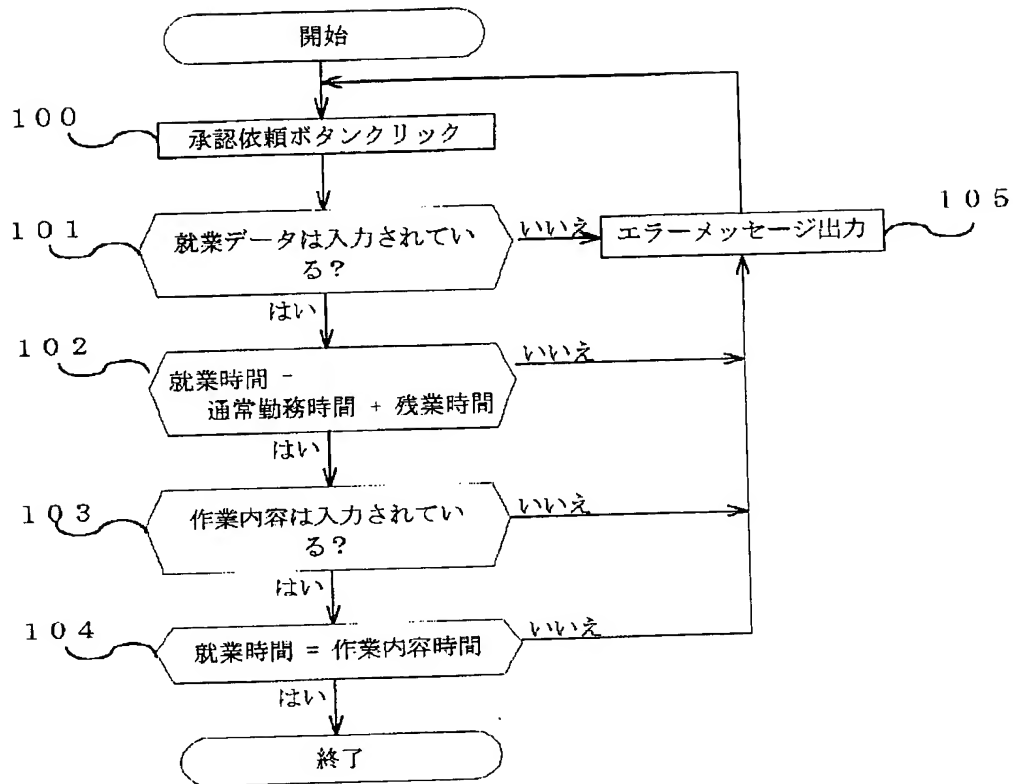 開始
100
承認依頼ボタンクリック
101
就業データは入力されてい
る?
いいえ
エラーメッセージ出力
105
はい
102
就業時間 -
通常勤務時間 + 残業時間
いいえ
はい
103
作業内容は入力されてい
る?
いいえ
はい
104
就業時間 = 作業内容時間
いいえ
はい
終了